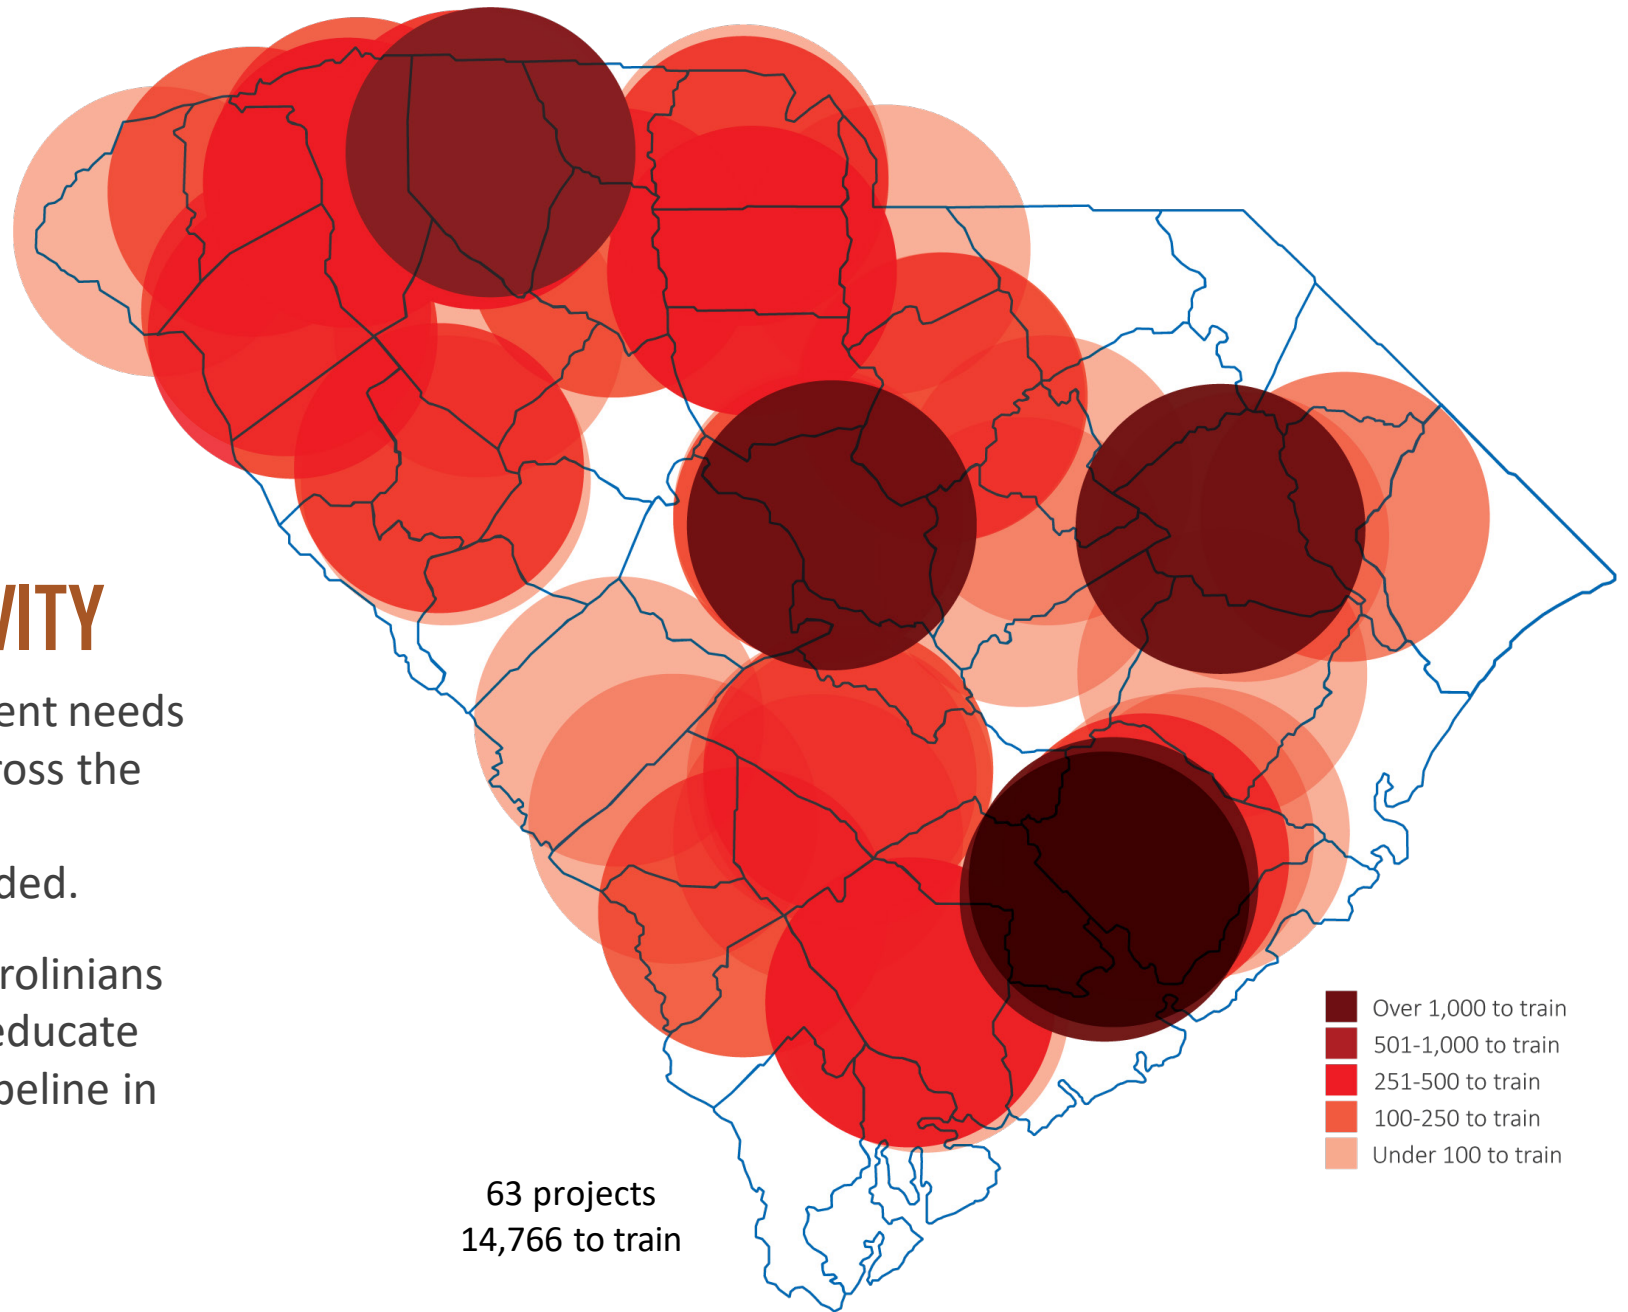 VITY
ent needs
ross the
ded.
rolinians
educate
peline in
63 projects
14,766 to train
Over 1,000 to train
501-1,000 to train
251-500 to train
100-250 to train
Under 100 to train